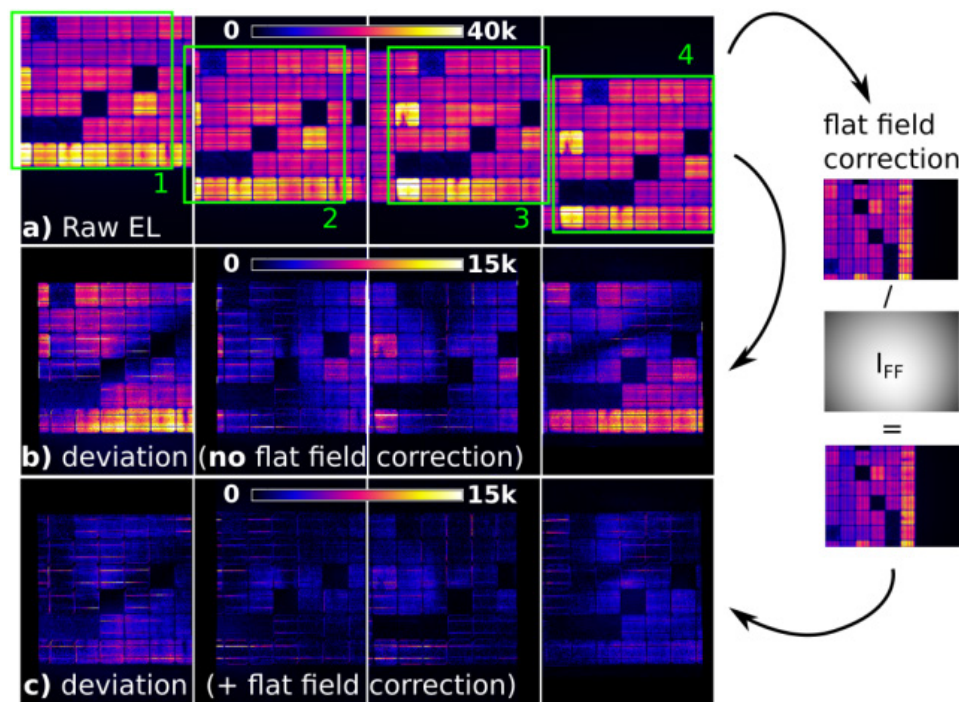 0 40k
1
2
3
4
a) Raw EL
flat field
correction
/
I_FF
=
0 15k
b) deviation (no flat field correction)
0 15k
c) deviation (+ flat field correction)